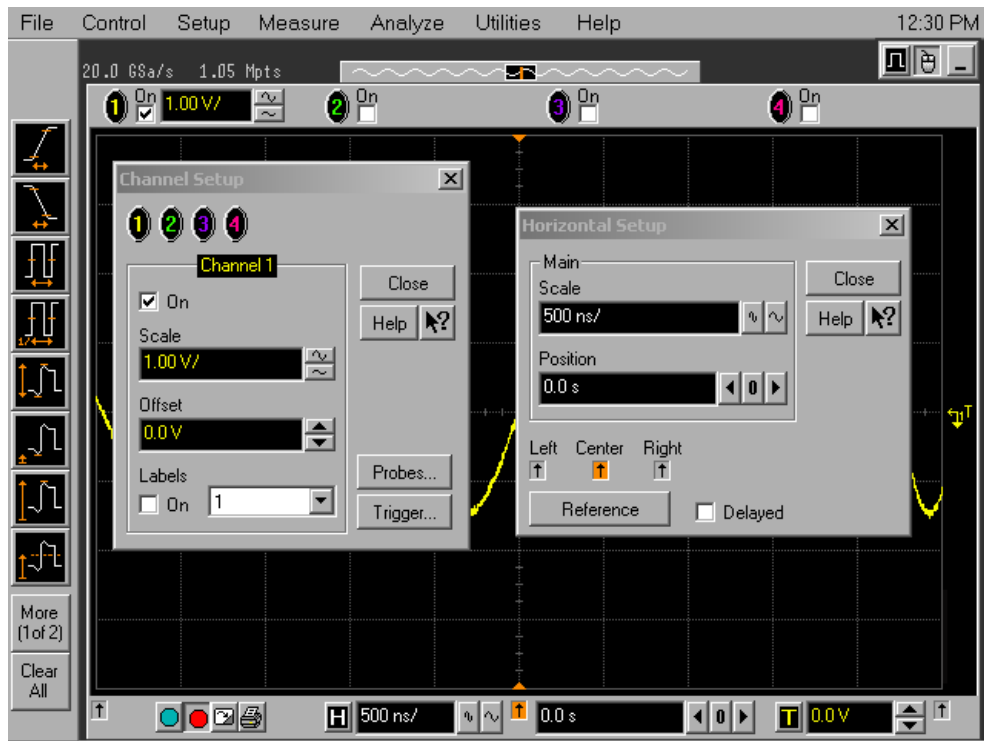 File Control Setup Measure Analyze Utilities Help 12:30 PM
20.0 GSa/s 1.05 Mpts
1 On 1.00 V/ 2 On 3 On 4 On
Channel Setup
1 2 3 4
Channel 1
On
Close
Help
Scale
1.00 V/
Offset
0.0 V
Labels
On 1
Probes...
Trigger...
Horizontal Setup
Main
Scale
500 ns/
Position
0.0 s
0
Close
Help
Left Center Right
Reference
Delayed
T
1/4
More
(1of 2)
Clear
All
H 500 ns/ 0.0 s 0 T 0.0 V